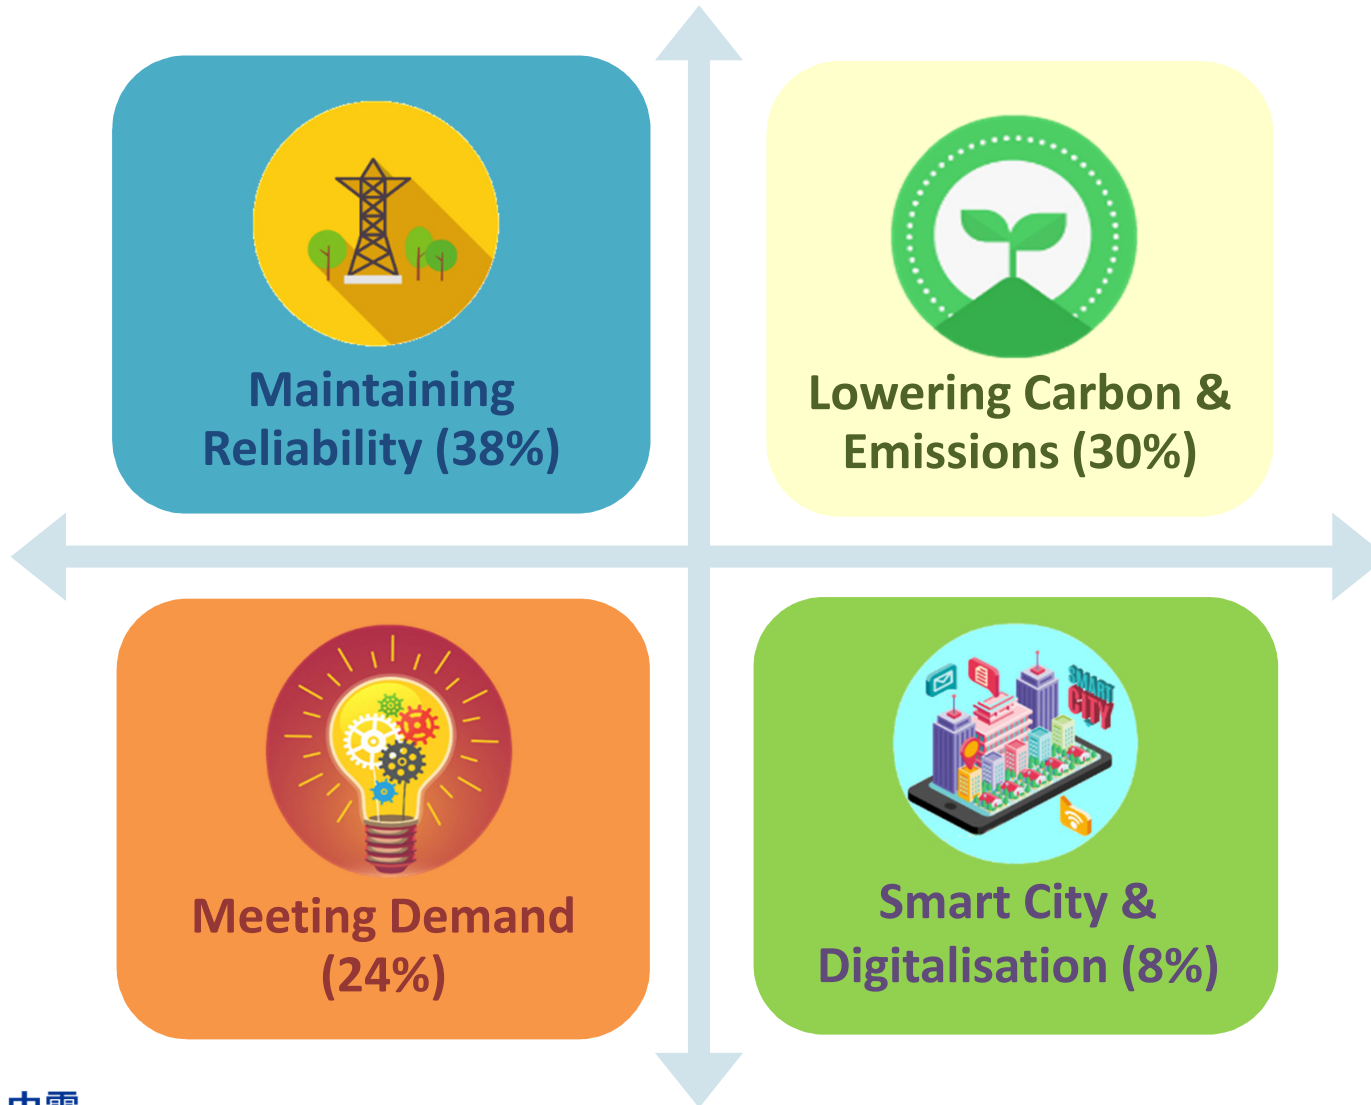 Maintaining
Reliability (38%)
Lowering Carbon &
Emissions (30%)
SMART
CITY
Meeting Demand
(24%)
Smart City &
Digitalisation (8%)